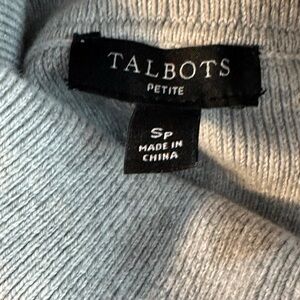 TALBOTS
PETITE
SP
MADE IN
CHINA